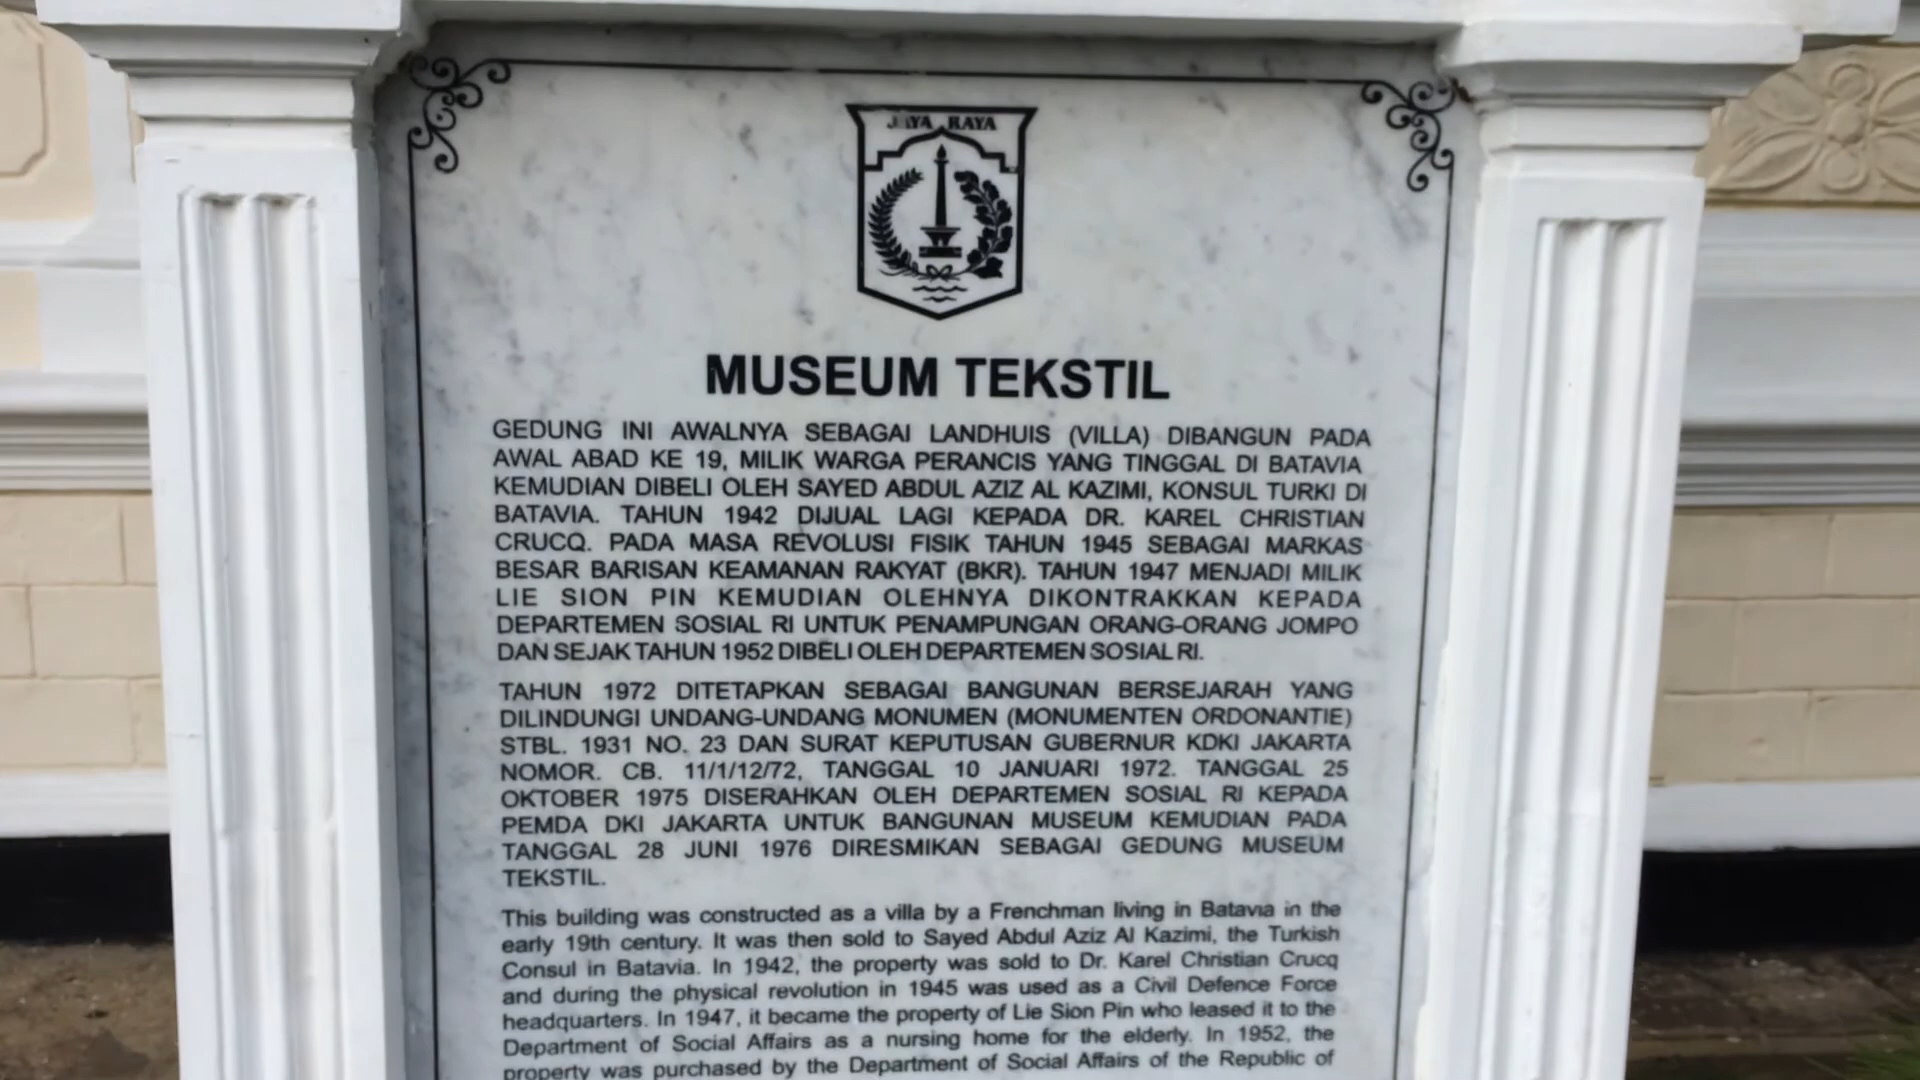 JAYA RAYA
MUSEUM TEKSTIL
GEDUNG INI AWALNYA SEBAGAI LANDHUIS (VILLA) DIBANGUN PADA
AWAL ABAD KE 19, MILIK WARGA PERANCIS YANG TINGGAL DI BATAVIA
KEMUDIAN DIBELI OLEH SAYED ABDUL AZIZ AL KAZIMI, KONSUL TURKI DI
BATAVIA. TAHUN 1942 DIJUAL LAGI KEPADA DR. KAREL CHRISTIAN
CRUCQ. PADA MASA REVOLUSI FISIK TAHUN 1945 SEBAGAI MARKAS
BESAR BARISAN KEAMANAN RAKYAT (BKR). TAHUN 1947 MENJADI MILIK
LIE SION PIN KEMUDIAN OLEHNYA DIKONTRAKKAN KEPADA
DEPARTEMEN SOSIAL RI UNTUK PENAMPUNGAN ORANG-ORANG JOMPO
DAN SEJAK TAHUN 1952 DIBELI OLEH DEPARTEMEN SOSIAL RI.
TAHUN 1972 DITETAPKAN SEBAGAI BANGUNAN BERSEJARAH YANG
DILINDUNGI UNDANG-UNDANG MONUMEN (MONUMENTEN ORDONANTIE)
STBL. 1931 NO. 23 DAN SURAT KEPUTUSAN GUBERNUR KDKI JAKARTA
NOMOR. CB. 11/1/12/72, TANGGAL 10 JANUARI 1972. TANGGAL 25
OKTOBER 1975 DISERAHKAN OLEH DEPARTEMEN SOSIAL RI KEPADA
PEMDA DKI JAKARTA UNTUK BANGUNAN MUSEUM KEMUDIAN PADA
TANGGAL 28 JUNI 1976 DIRESMIKAN SEBAGAI GEDUNG MUSEUM
TEKSTIL.
This building was constructed as a villa by a Frenchman living in Batavia in the
early 19th century. It was then sold to Sayed Abdul Aziz Al Kazimi, the Turkish
Consul in Batavia. In 1942, the property was sold to Dr. Karel Christian Crucq
and during the physical revolution in 1945 was used as a Civil Defence Force
headquarters. In 1947, it became the property of Lie Sion Pin who leased it to the
Department of Social Affairs as a nursing home for the elderly. In 1952, the
property was purchased by the Department of Social Affairs of the Republic of